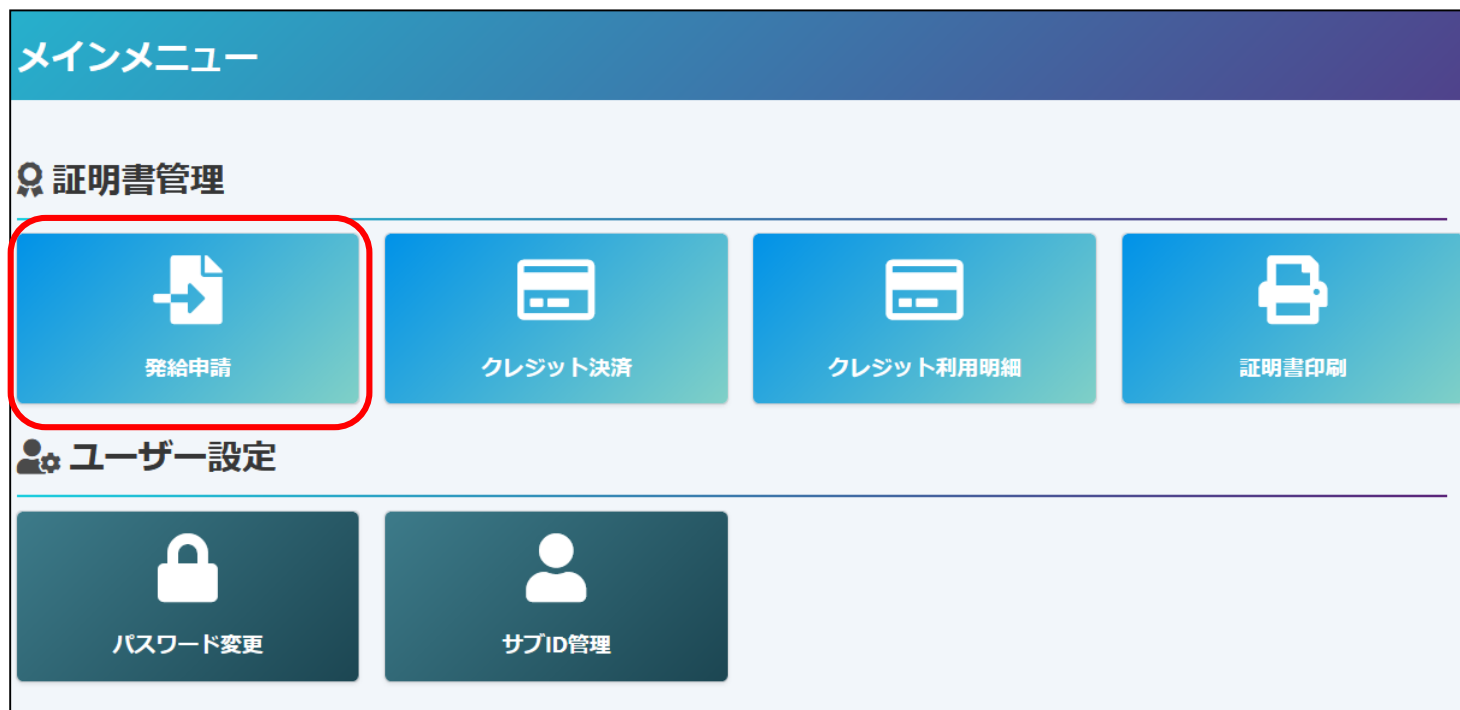 メインメニュー
証明書管理
発給申請
クレジット決済
クレジット利用明細
証明書印刷
ユーザー設定
パスワード変更
サブID管理